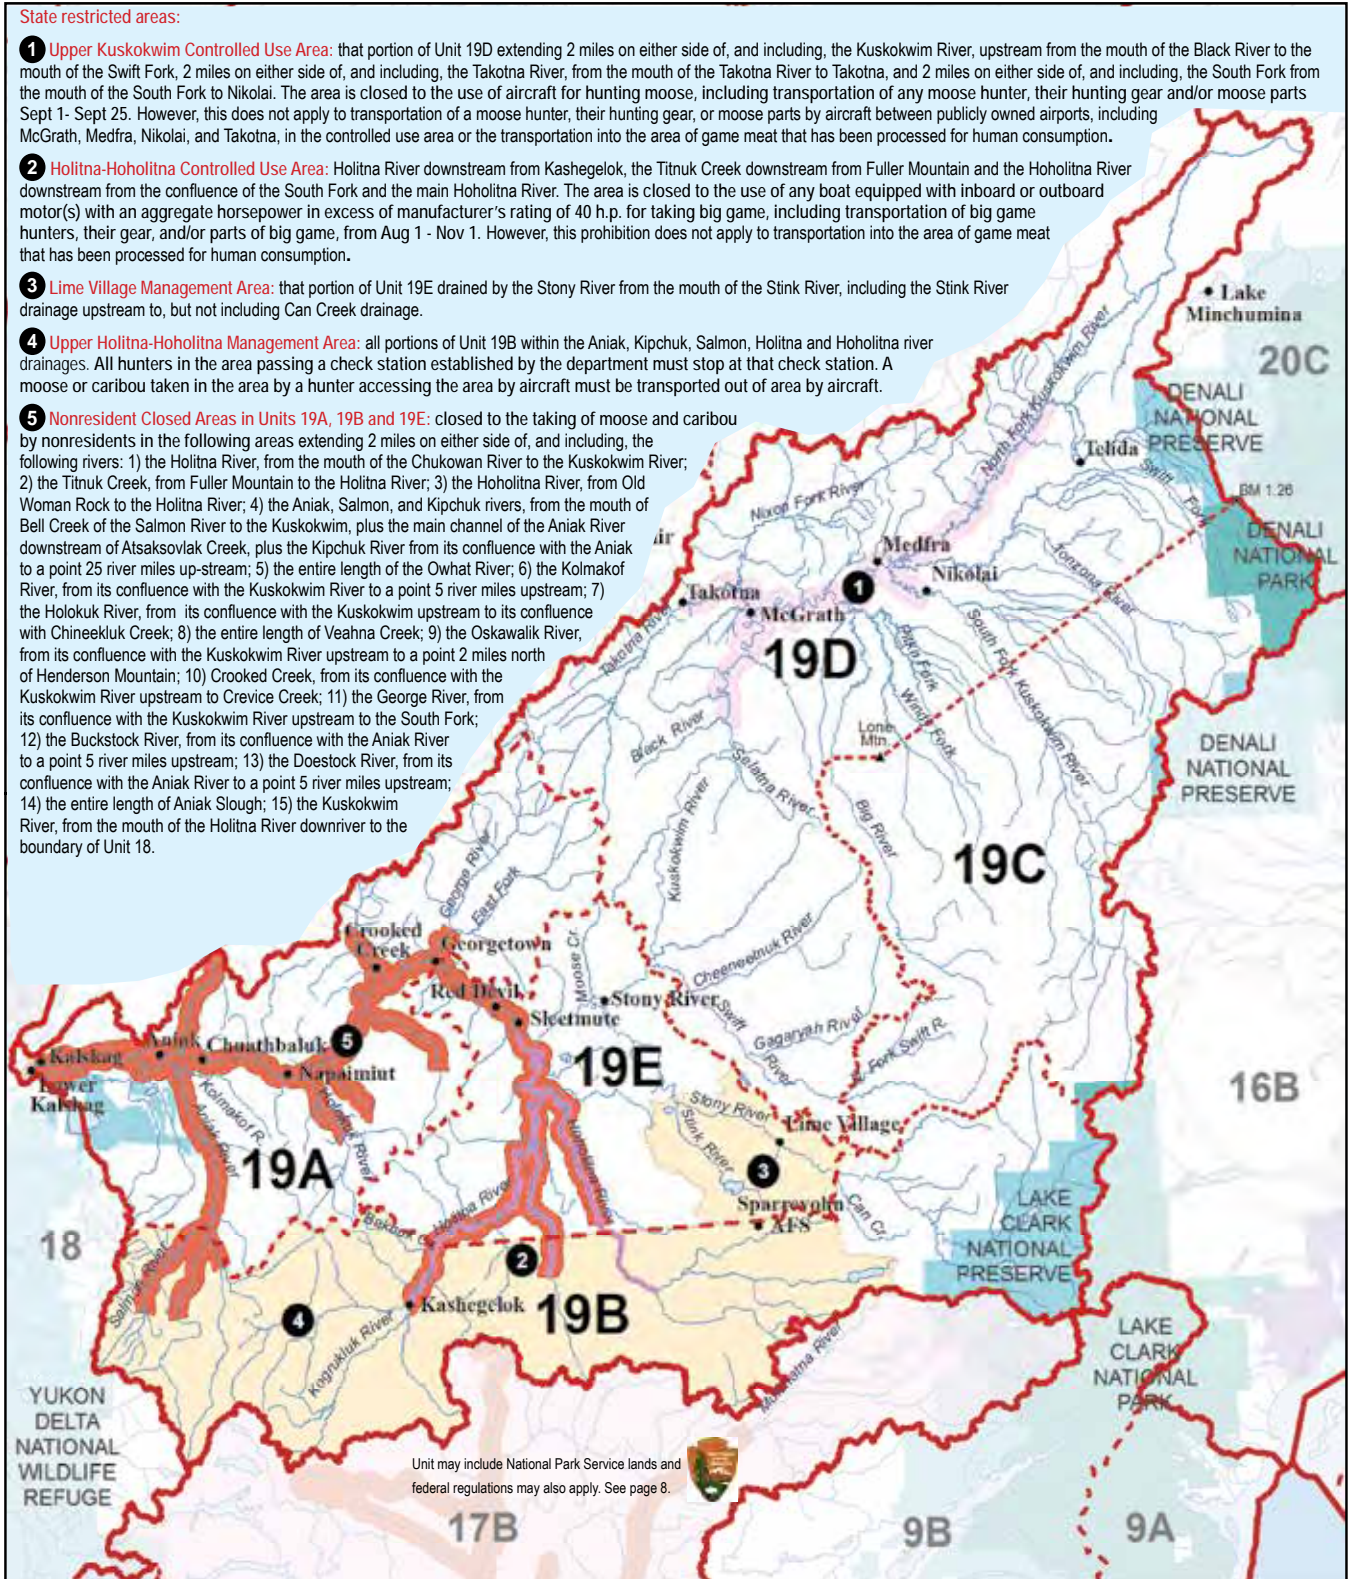 State restricted areas:
1 Upper Kuskokwim Controlled Use Area: that portion of Unit 19D extending 2 miles on either side of, and including, the Kuskokwim River, upstream from the mouth of the Black River to the
mouth of the Swift Fork, 2 miles on either side of, and including, the Takotna River, from the mouth of the Takotna River to Takotna, and 2 miles on either side of, and including, the South Fork from
the mouth of the South Fork to Nikolai. The area is closed to the use of aircraft for hunting moose, including transportation of any moose hunter, their hunting gear and/or moose parts
Sept 1- Sept 25. However, this does not apply to transportation of a moose hunter, their hunting gear, or moose parts by aircraft between publicly owned airports, including
McGrath, Medfra, Nikolai, and Takotna, in the controlled use area or the transportation into the area of game meat that has been processed for human consumption.
2 Holitna-Hoholitna Controlled Use Area: Holitna River downstream from Kashegelok, the Titnuk Creek downstream from Fuller Mountain and the Hoholitna River
downstream from the confluence of the South Fork and the main Hoholitna River. The area is closed to the use of any boat equipped with inboard or outboard
motor(s) with an aggregate horsepower in excess of manufacturer's rating of 40 h.p. for taking big game, including transportation of big game
hunters, their gear, and/or parts of big game, from Aug 1 - Nov 1. However, this prohibition does not apply to transportation into the area of game meat
that has been processed for human consumption.
3 Lime Village Management Area: that portion of Unit 19E drained by the Stony River from the mouth of the Stink River, including the Stink River
drainage upstream to, but not including Can Creek drainage.
4 Upper Holitna-Hoholitna Management Area: all portions of Unit 19B within the Aniak, Kipchuk, Salmon, Holitna and Hoholitna river
drainages. All hunters in the area passing a check station established by the department must stop at that check station. A
moose or caribou taken in the area by a hunter accessing the area by aircraft must be transported out of area by aircraft.
5 Nonresident Closed Areas in Units 19A, 19B and 19E: closed to the taking of moose and caribou
by nonresidents in the following areas extending 2 miles on either side of, and including, the
following rivers: 1) the Holitna River, from the mouth of the Chukowan River to the Kuskokwim River;
2) the Titnuk Creek, from Fuller Mountain to the Holitna River; 3) the Hoholitna River, from Old
Woman Rock to the Holitna River; 4) the Aniak, Salmon, and Kipchuk rivers, from the mouth of
Bell Creek of the Salmon River to the Kuskokwim, plus the main channel of the Aniak River
downstream of Atsaksovlak Creek, plus the Kipchuk River from its confluence with the Aniak
to a point 25 river miles up-stream; 5) the entire length of the Owhat River; 6) the Kolmakof
River, from its confluence with the Kuskokwim River to a point 5 river miles upstream; 7)
the Holokuk River, from its confluence with the Kuskokwim upstream to its confluence
with Chineekluk Creek; 8) the entire length of Veahna Creek; 9) the Oskawalik River,
from its confluence with the Kuskokwim River upstream to a point 2 miles north
of Henderson Mountain; 10) Crooked Creek, from its confluence with the
Kuskokwim River upstream to Crevice Creek; 11) the George River, from
its confluence with the Kuskokwim River upstream to the South Fork;
12) the Buckstock River, from its confluence with the Aniak River
to a point 5 river miles upstream; 13) the Doestock River, from its
confluence with the Aniak River to a point 5 river miles upstream;
14) the entire length of Aniak Slough; 15) the Kuskokwim
River, from the mouth of the Holitna River downriver to the
boundary of Unit 18.
Lake
Minchumina
20C
DENALI
NATIONAL
PRESERVE
North Fork Kuskokwim River
Telida
Swift Fork
BM 1.26
DENALI
NATIONAL
PARK
Nixon Fork River
Medfra
Nikolai
Tonzona River
1
Takotna
McGrath
Takotna River
19D
Pitka Fork
South Fork Kuskokwim River
Windy Fork
Black River
Lone
Mtn
Selatna River
DENALI
NATIONAL
PRESERVE
Kuskokwim River
Big River
19C
George River
East Fork
Crooked
Creek
Georgetown
Moose Cr.
Cheeneetnuk River
Red Devil
Stony River
Sleetmute
Swift
River
Gagaryah River
Fork Swift R.
5
Kalskag
Lower
Kalskag
Aniak
Chuathbaluk
Napaimiut
19E
16B
Kolmakof R.
Aniak River
Holokuk River
Stony River
Stink River
Lime Village
3
19A
Hoholitna River
Holitna River
Sparrevohn
AFS
Can Cr.
LAKE
CLARK
NATIONAL
PRESERVE
18
Salmon River
2
4
Kashegelok
19B
Kogrukluk River
Mulchatna River
LAKE
CLARK
NATIONAL
PARK
YUKON
DELTA
NATIONAL
WILDLIFE
REFUGE
Unit may include National Park Service lands and
federal regulations may also apply. See page 8.
17B
9B
9A